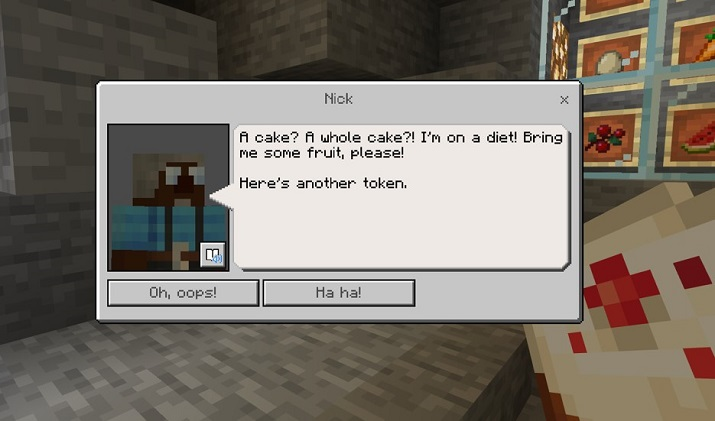 Nick
x
A cake? A whole cake?! I'm on a diet! Bring
me some fruit, please!
Here's another token.
Oh, oops!
Ha ha!